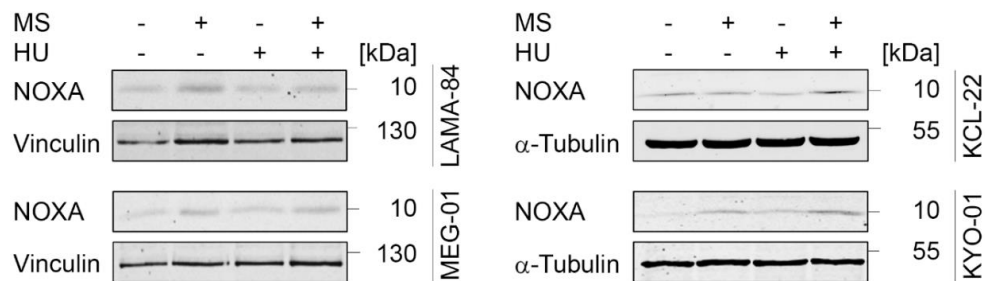 MS - + - +
HU - - + + [kDa]
NOXA 10
Vinculin 130
LAMA-84
NOXA 10
Vinculin 130
MEG-01
MS - + - +
HU - - + + [kDa]
NOXA 10
α-Tubulin 55
KCL-22
NOXA 10
α-Tubulin 55
KYO-01